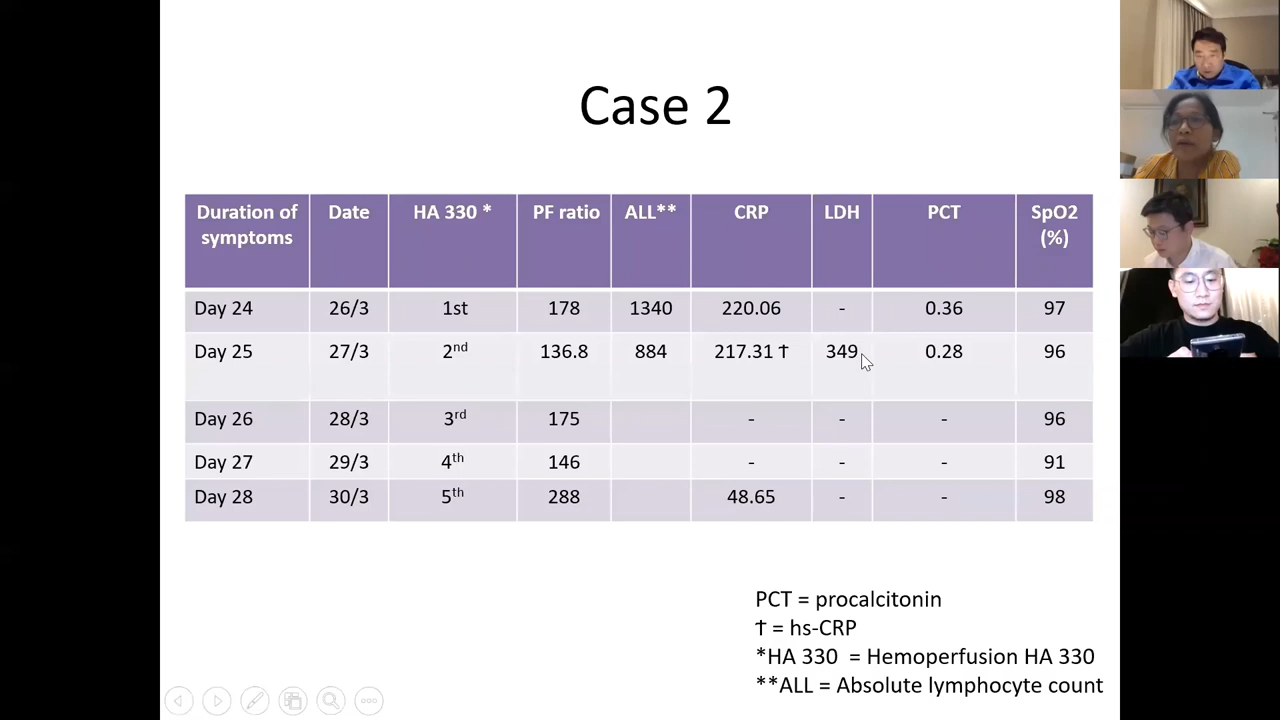 Case 2
Duration of symptoms Date HA 330 * PF ratio ALL** CRP LDH PCT SpO2 (%)
Day 24 26/3 1st 178 1340 220.06 - 0.36 97
Day 25 27/3 2nd 136.8 884 217.31 † 349 0.28 96
Day 26 28/3 3rd 175 - - - 96
Day 27 29/3 4th 146 - - - 91
Day 28 30/3 5th 288 48.65 - - 98
PCT = procalcitonin
† = hs-CRP
*HA 330 = Hemoperfusion HA 330
**ALL = Absolute lymphocyte count